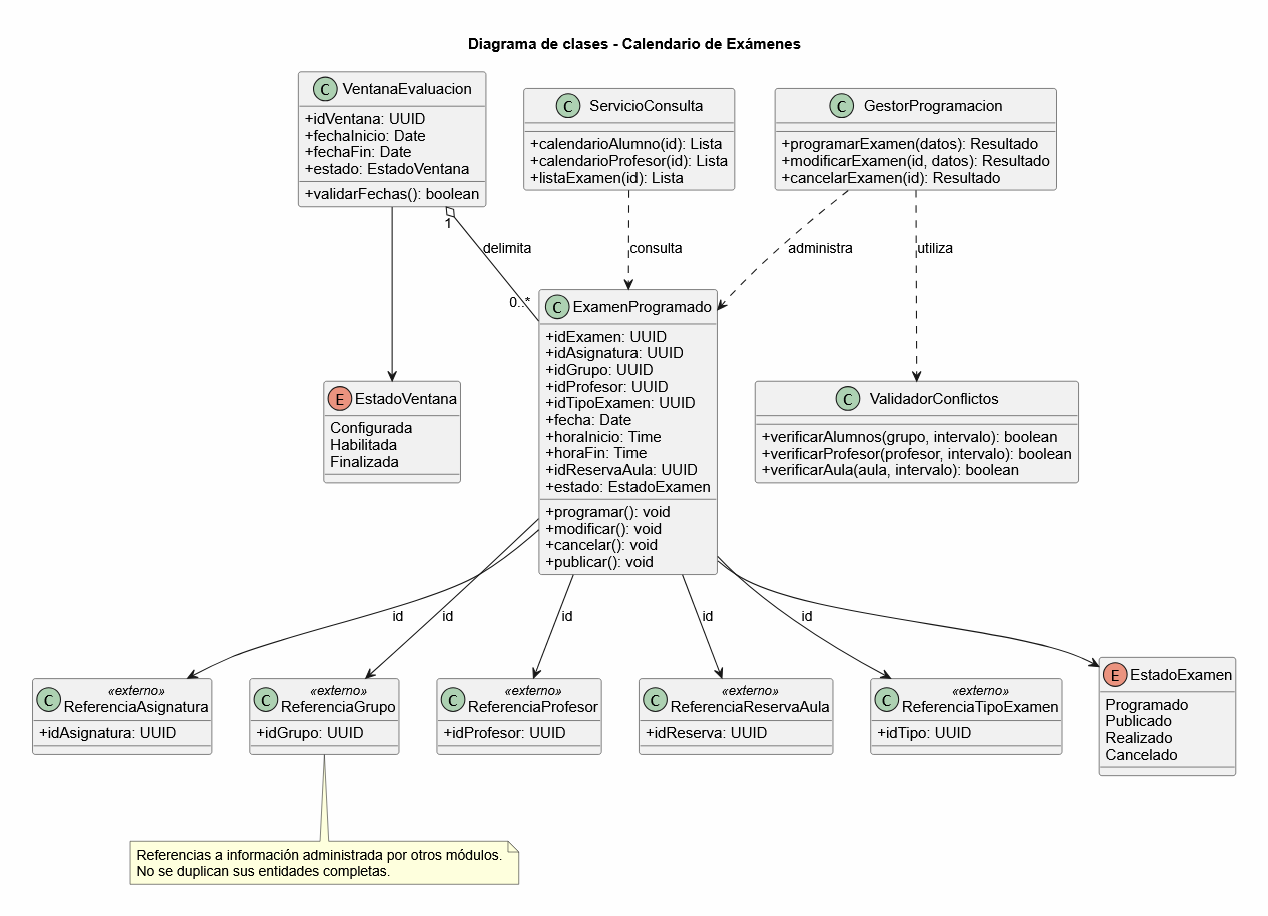 Diagrama de clases - Calendario de Exámenes
C VentanaEvaluacion
+idVentana: UUID
+fechaInicio: Date
+fechaFin: Date
+estado: EstadoVentana
+validarFechas(): boolean
C ServicioConsulta
+calendarioAlumno(id): Lista
+calendarioProfesor(id): Lista
+listaExamen(id): Lista
C GestorProgramacion
+programarExamen(datos): Resultado
+modificarExamen(id, datos): Resultado
+cancelarExamen(id): Resultado
1
delimita
consulta
administra
utiliza
0..*
C ExamenProgramado
+idExamen: UUID
+idAsignatura: UUID
+idGrupo: UUID
+idProfesor: UUID
+idTipoExamen: UUID
+fecha: Date
+horaInicio: Time
+horaFin: Time
+idReservaAula: UUID
+estado: EstadoExamen
+programar(): void
+modificar(): void
+cancelar(): void
+publicar(): void
E EstadoVentana
Configurada
Habilitada
Finalizada
C ValidadorConflictos
+verificarAlumnos(grupo, intervalo): boolean
+verificarProfesor(profesor, intervalo): boolean
+verificarAula(aula, intervalo): boolean
id
id
id
id
id
C «externo»
ReferenciaAsignatura
+idAsignatura: UUID
C «externo»
ReferenciaGrupo
+idGrupo: UUID
C «externo»
ReferenciaProfesor
+idProfesor: UUID
C «externo»
ReferenciaReservaAula
+idReserva: UUID
C «externo»
ReferenciaTipoExamen
+idTipo: UUID
E EstadoExamen
Programado
Publicado
Realizado
Cancelado
Referencias a información administrada por otros módulos.
No se duplican sus entidades completas.